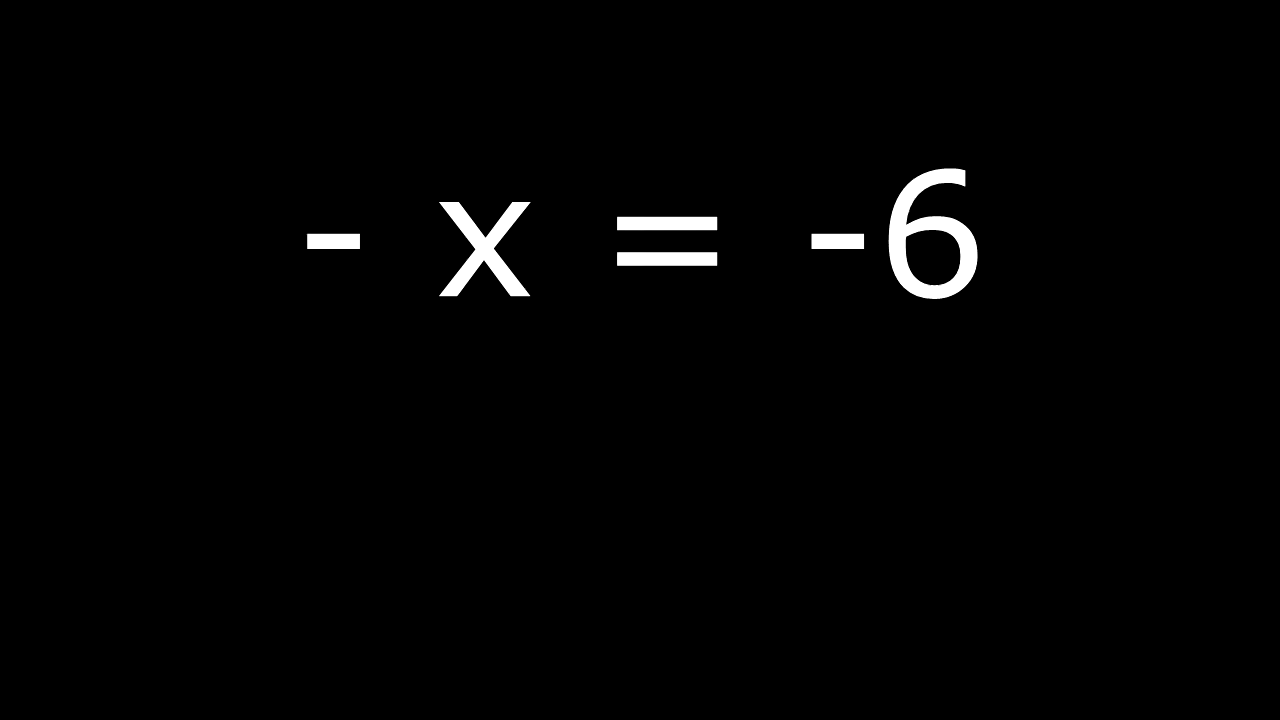 - x = -6